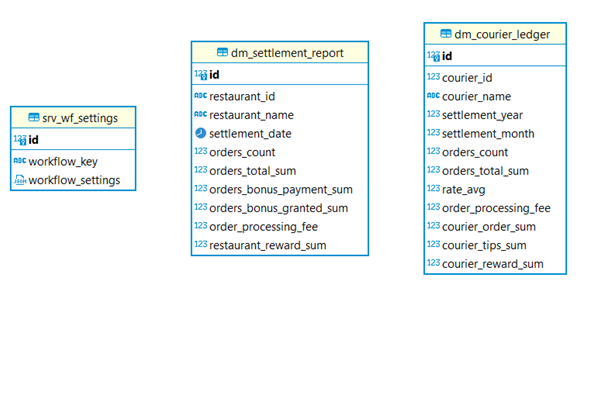 srv_wf_settings
123 id
ABC workflow_key
JSON workflow_settings
dm_settlement_report
123 id
ABC restaurant_id
ABC restaurant_name
settlement_date
123 orders_count
123 orders_total_sum
123 orders_bonus_payment_sum
123 orders_bonus_granted_sum
123 order_processing_fee
123 restaurant_reward_sum
dm_courier_ledger
123 id
123 courier_id
ABC courier_name
123 settlement_year
123 settlement_month
123 orders_count
123 orders_total_sum
123 rate_avg
123 order_processing_fee
123 courier_order_sum
123 courier_tips_sum
123 courier_reward_sum